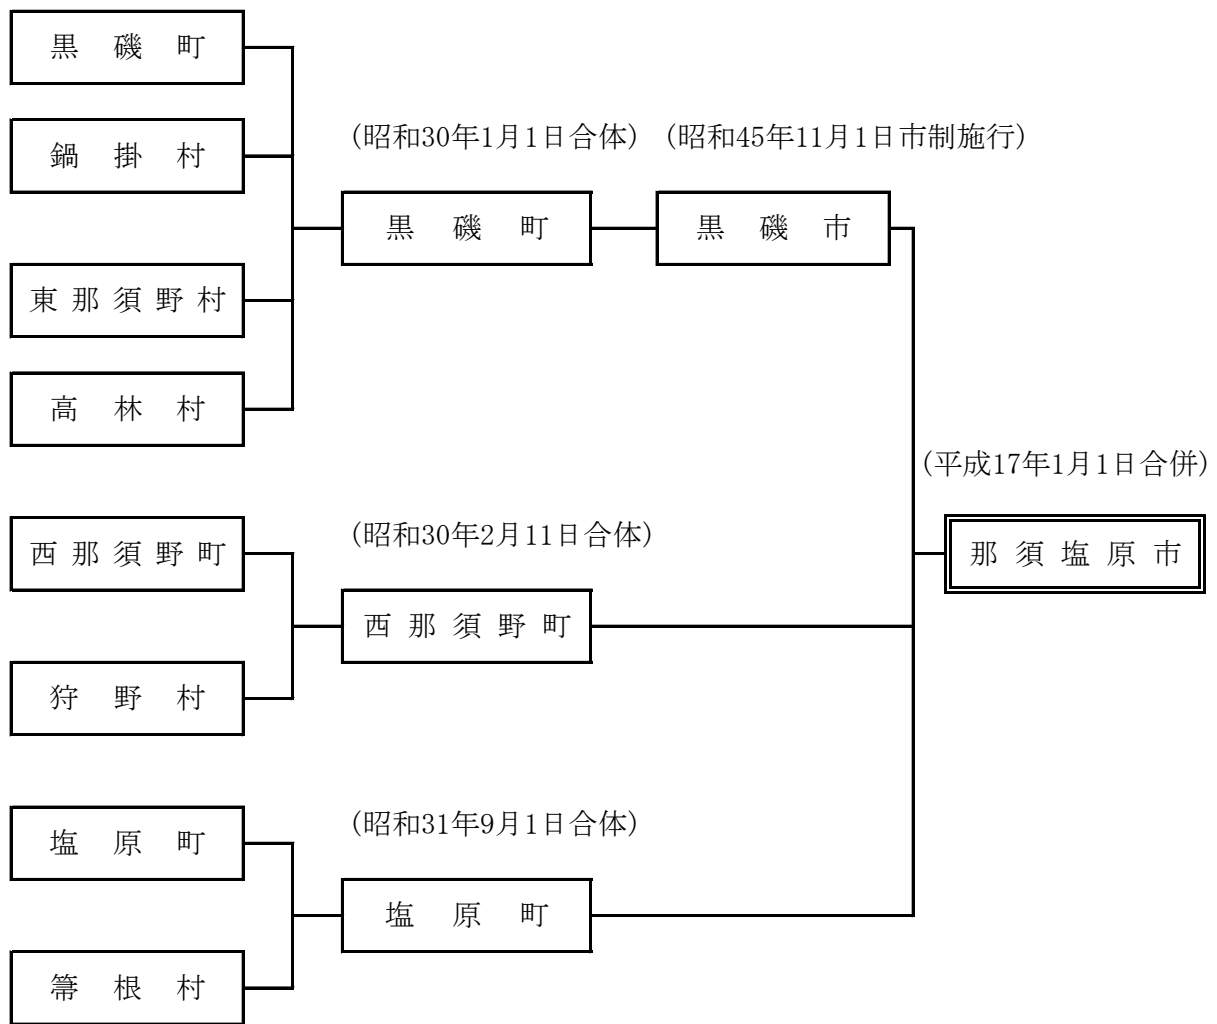 黒磯町
鍋掛村
(昭和30年1月1日合体) (昭和45年11月1日市制施行)
黒磯町
黒磯市
東那須野村
高林村
(平成17年1月1日合併)
西那須野町
(昭和30年2月11日合体)
那須塩原市
西那須野町
狩野村
塩原町
(昭和31年9月1日合体)
塩原町
箒根村